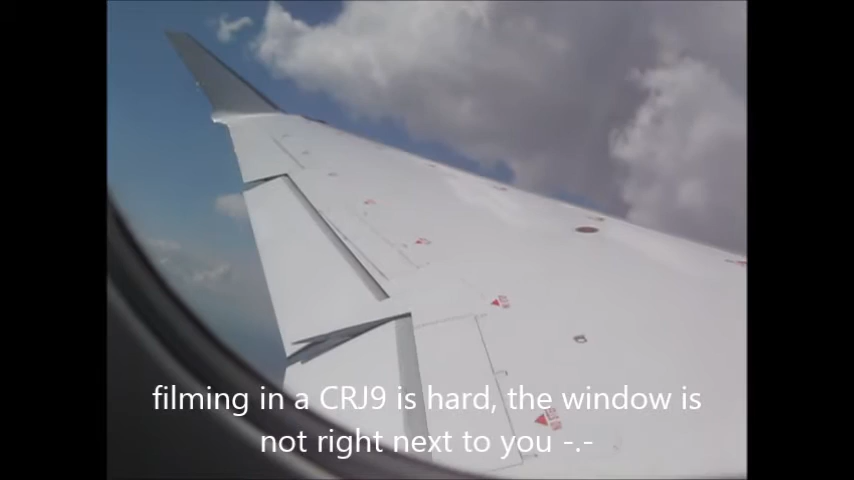 filming in a CRJ9 is hard, the window is
not right next to you -.-